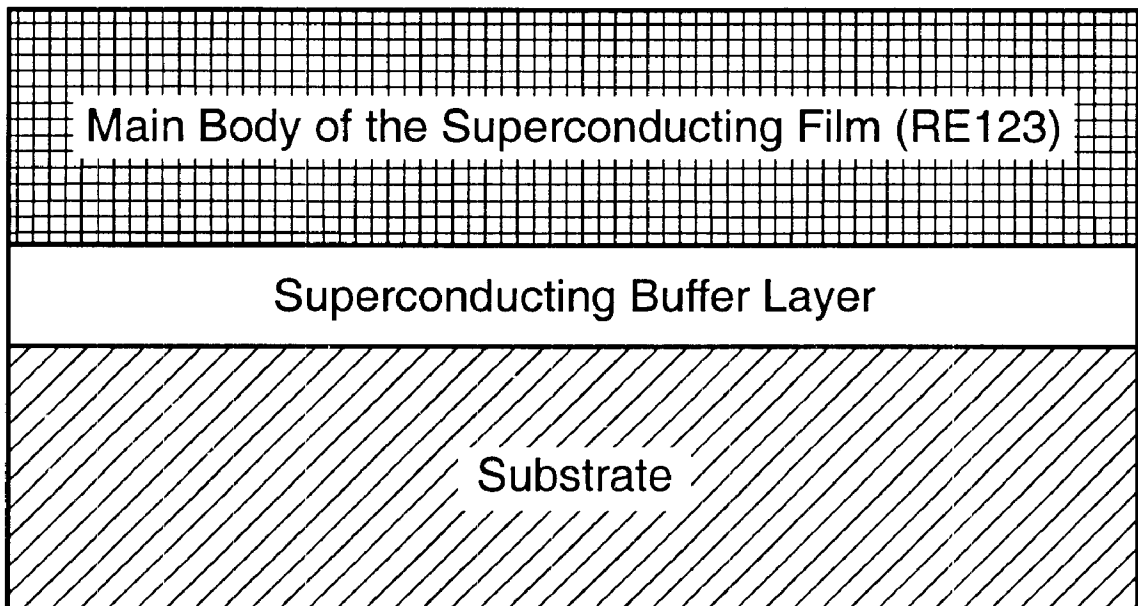 Main Body of the Superconducting Film (RE123)
Superconducting Buffer Layer
Substrate